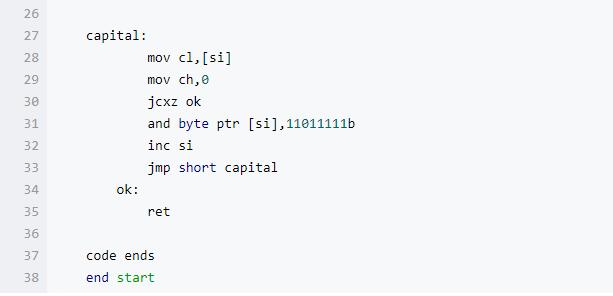 26
27 capital:
28 mov cl,[si]
29 mov ch,0
30 jcxz ok
31 and byte ptr [si],11011111b
32 inc si
33 jmp short capital
34 ok:
35 ret
36
37 code ends
38 end start